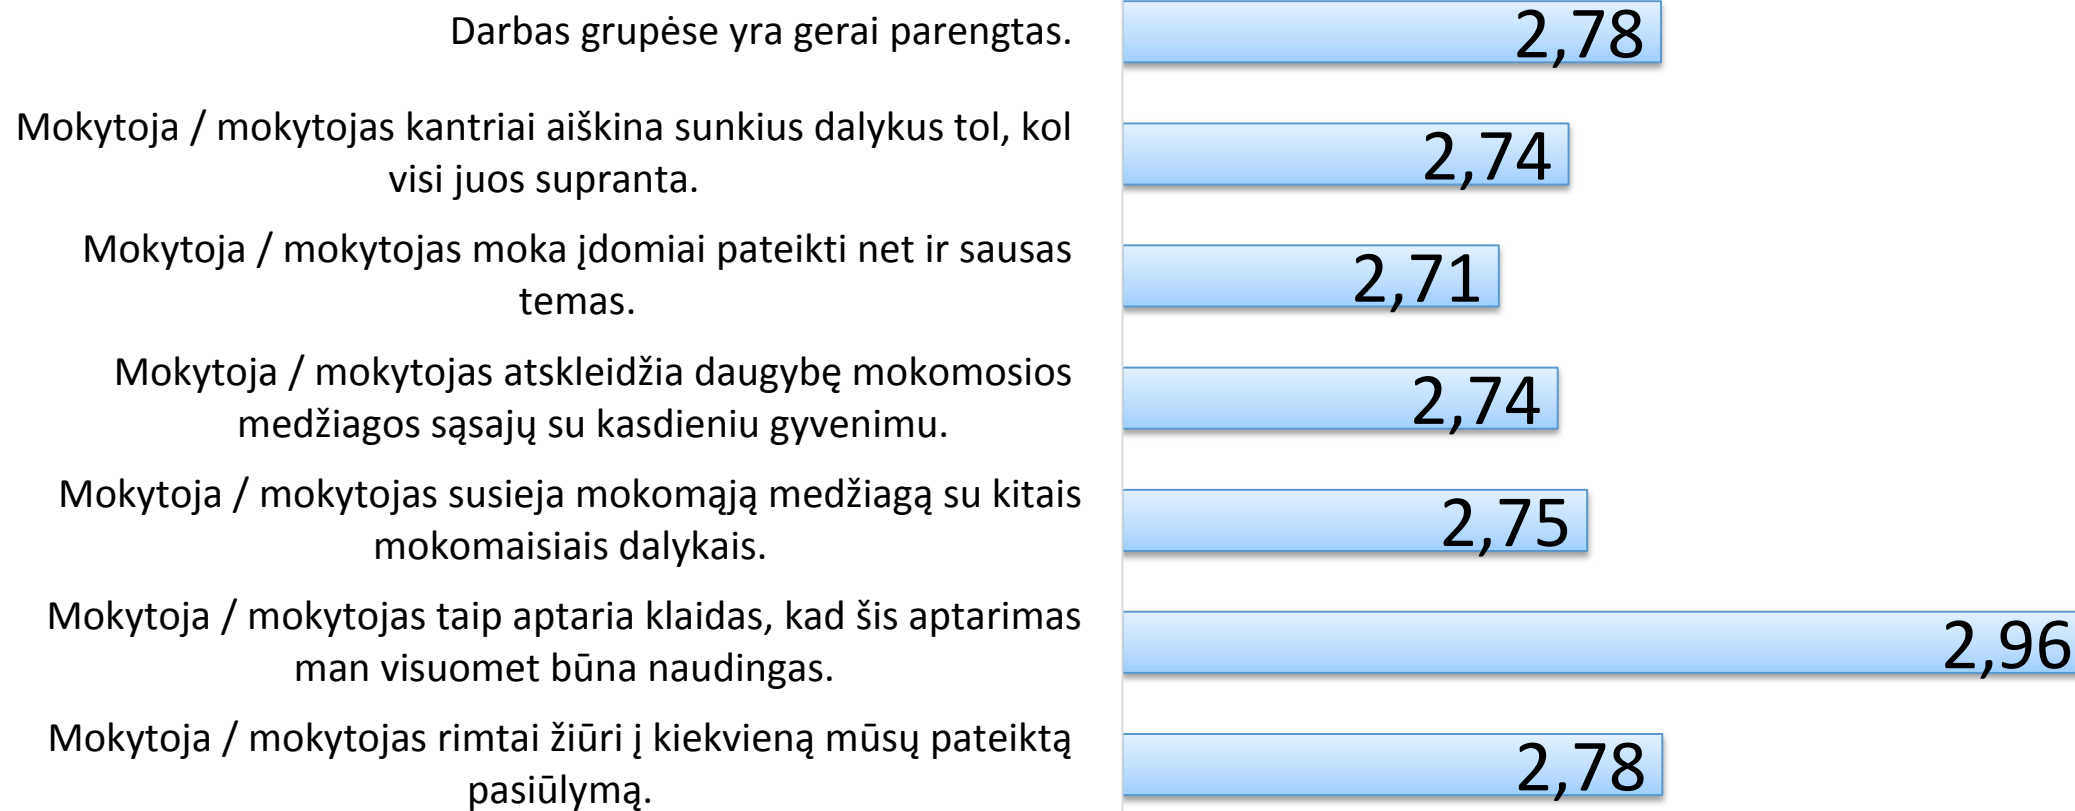 Darbas grupėse yra gerai parengtas.
2,78
Mokytoja / mokytojas kantriai aiškina sunkius dalykus tol, kol
visi juos supranta.
2,74
Mokytoja / mokytojas moka įdomiai pateikti net ir sausas
temas.
2,71
Mokytoja / mokytojas atskleidžia daugybę mokomosios
medžiagos sąsajų su kasdieniu gyvenimu.
2,74
Mokytoja / mokytojas susieja mokomąją medžiagą su kitais
mokomaisiais dalykais.
2,75
Mokytoja / mokytojas taip aptaria klaidas, kad šis aptarimas
man visuomet būna naudingas.
2,96
Mokytoja / mokytojas rimtai žiūri į kiekvieną mūsų pateiktą
pasiūlymą.
2,78